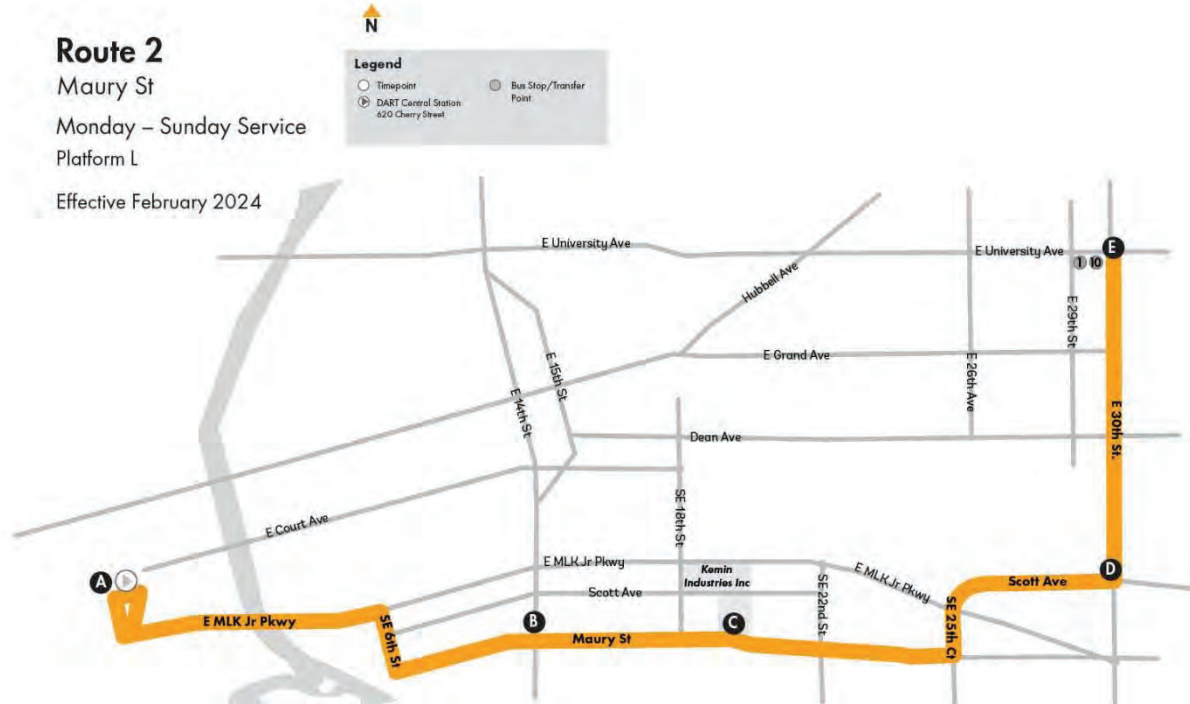 N
Route 2
Maury St
Monday – Sunday Service
Platform L
Effective February 2024
Legend
Timepoint
DART Central Station
620 Cherry Street
Bus Stop/Transfer
Point
E University Ave
E University Ave
E
1 10
Hubbell Ave
E 29th St
E 15th St
E Grand Ave
E 26th Ave
E 14th St
E 30th St.
Dean Ave
E Court Ave
SE 18th St
E MLK Jr Pkwy
Kemin
Industries Inc
E MLK Jr Pkwy
D
A
Scott Ave
Scott Ave
SE 22nd St
E MLK Jr Pkwy
B
C
SE 25th Ct
SE 6th St
Maury St